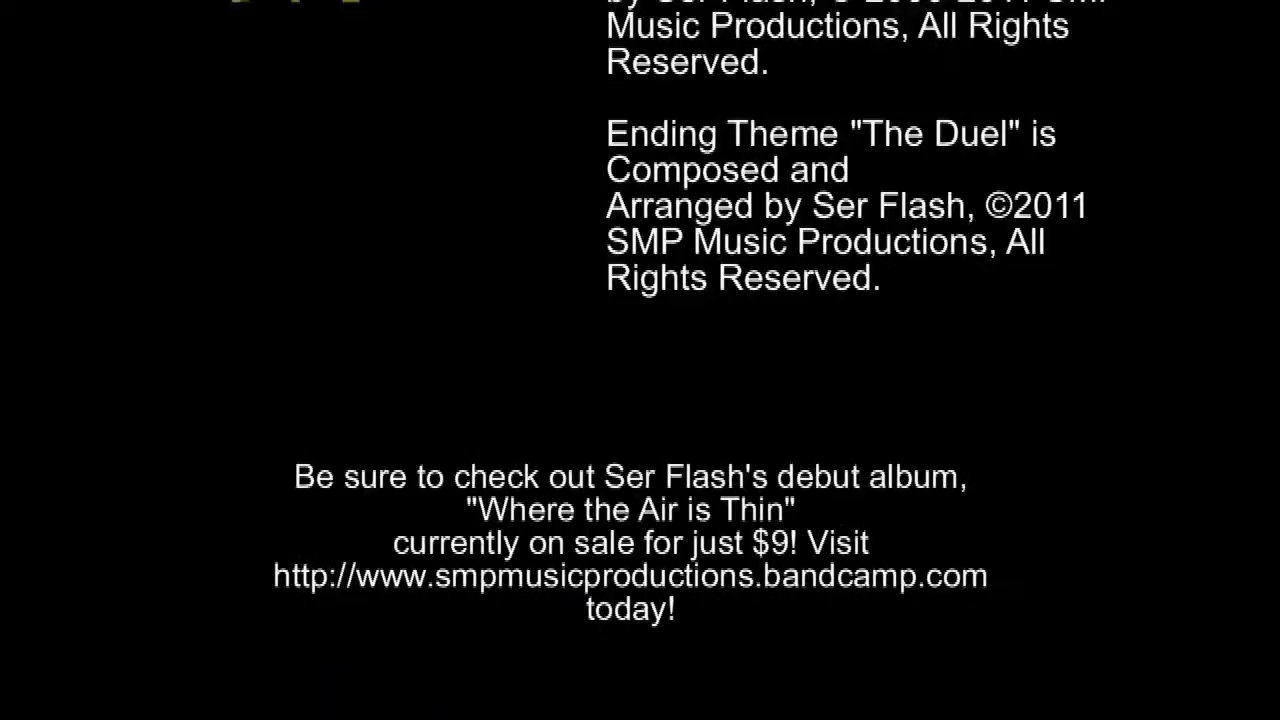 Music Productions, All Rights
Reserved.
Ending Theme "The Duel" is
Composed and
Arranged by Ser Flash, ©2011
SMP Music Productions, All
Rights Reserved.
Be sure to check out Ser Flash's debut album,
"Where the Air is Thin"
currently on sale for just $9! Visit
http://www.smpmusicproductions.bandcamp.com
today!